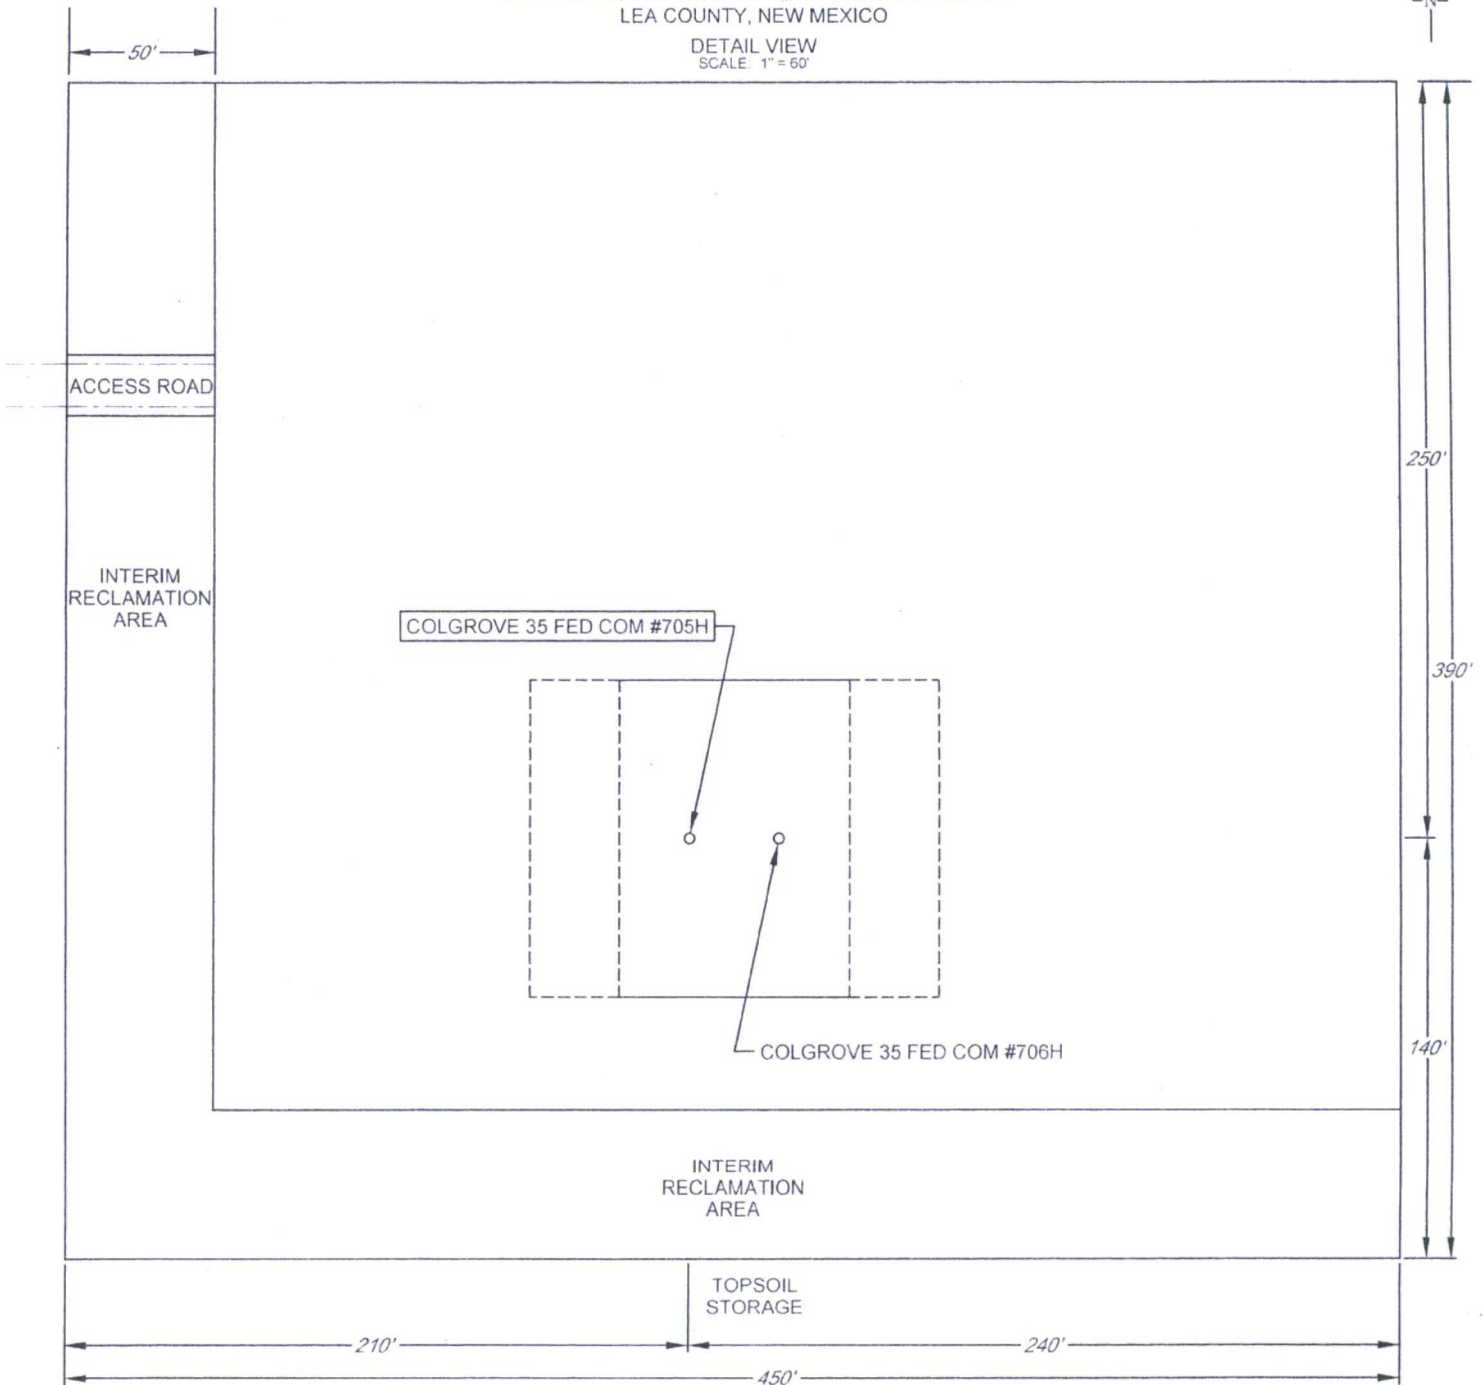 LEA COUNTY, NEW MEXICO
-N-
DETAIL VIEW
SCALE: 1" = 60'
50'
ACCESS ROAD
250'
INTERIM
RECLAMATION
AREA
COLGROVE 35 FED COM #705H
390'
COLGROVE 35 FED COM #706H
140'
INTERIM
RECLAMATION
AREA
TOPSOIL
STORAGE
210'
240'
450'